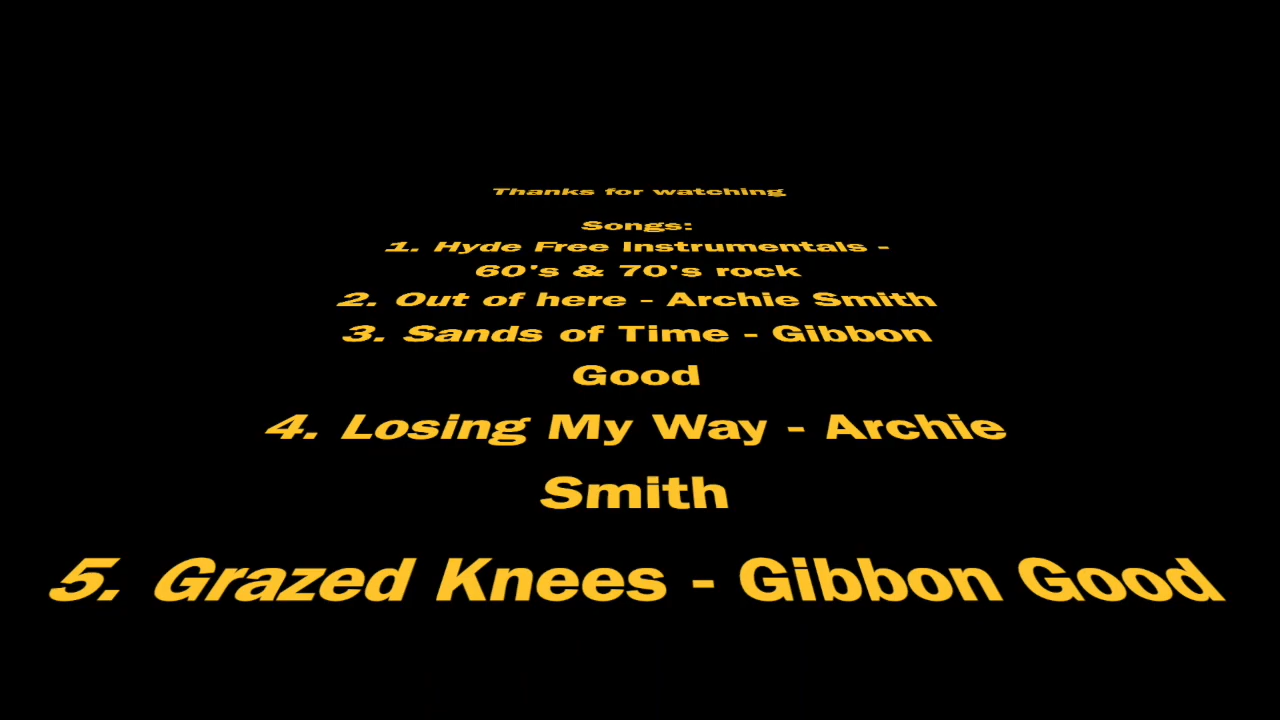 Thanks for watching
Songs:
1. Hyde Free Instrumentals -
60's & 70's rock
2. Out of here - Archie Smith
3. Sands of Time - Gibbon
Good
4. Losing My Way - Archie
Smith
5. Grazed Knees - Gibbon Good